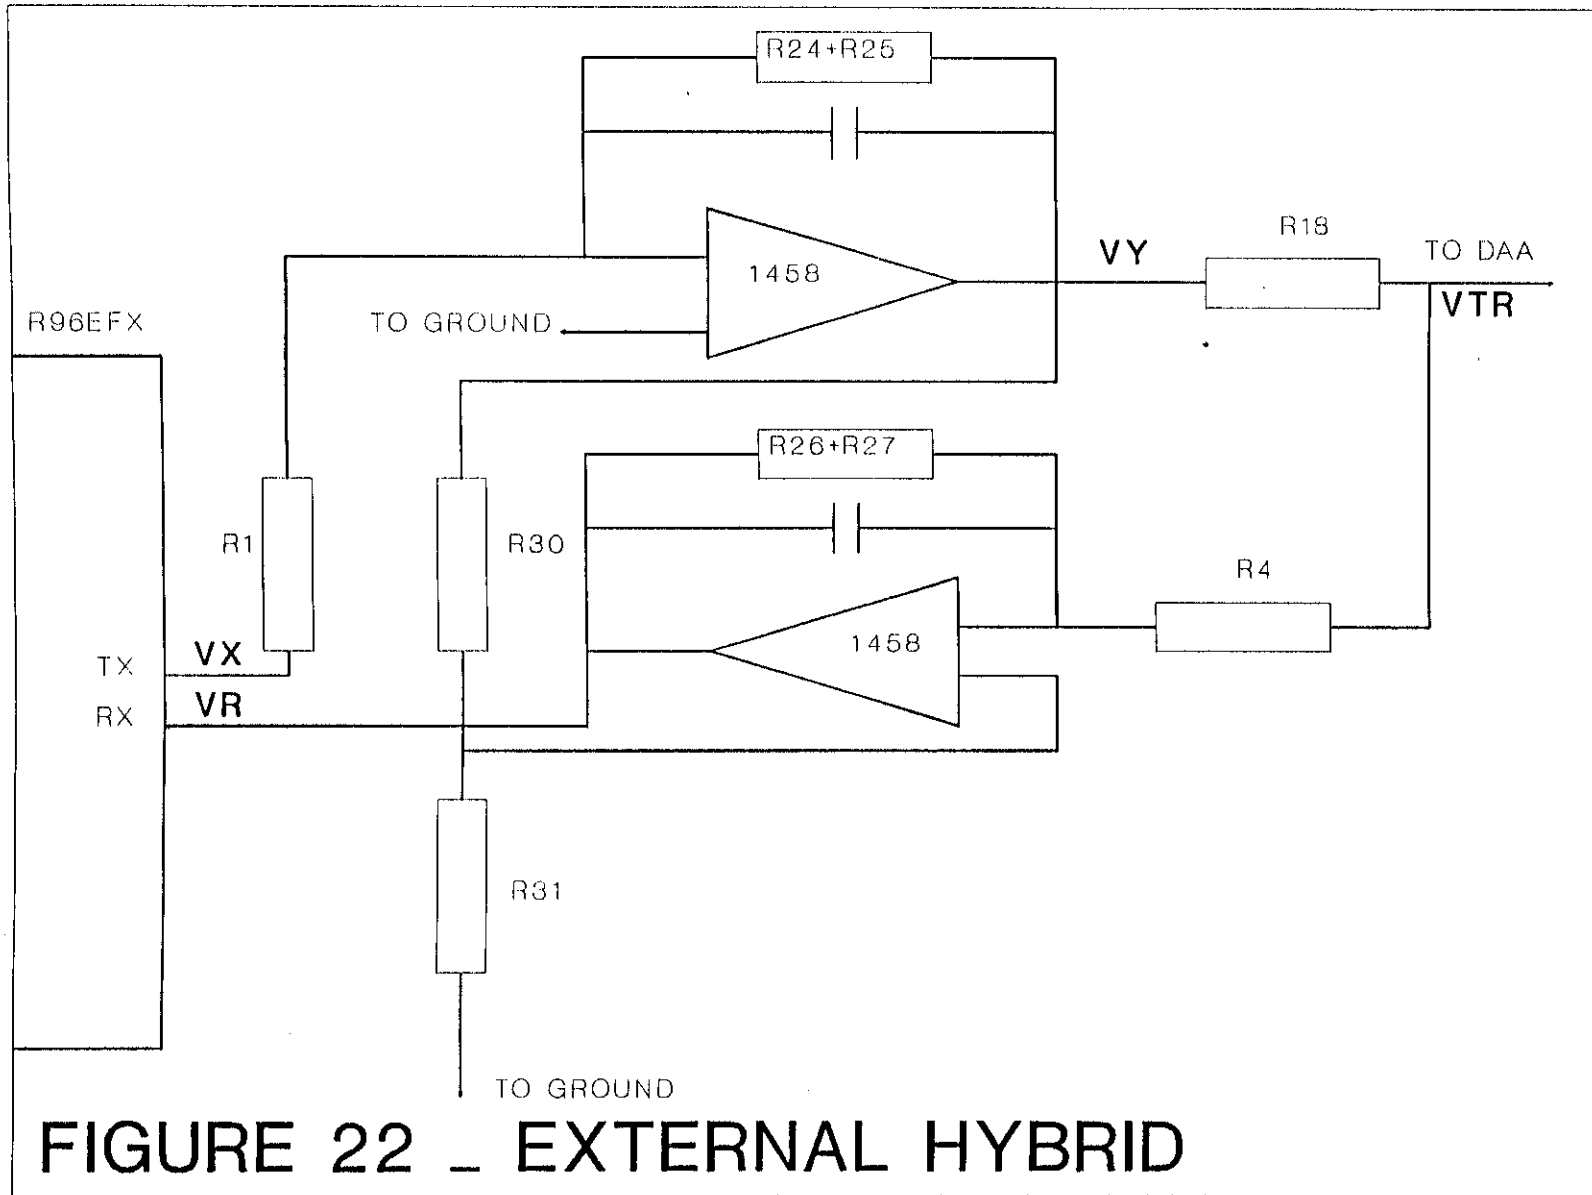 R24+R25
R18
1458
VY
TO DAA
VTR
R96EFX
TO GROUND
R26+R27
R1
R30
R4
1458
TX
VX
RX
VR
R31
TO GROUND
FIGURE 22 _ EXTERNAL HYBRID